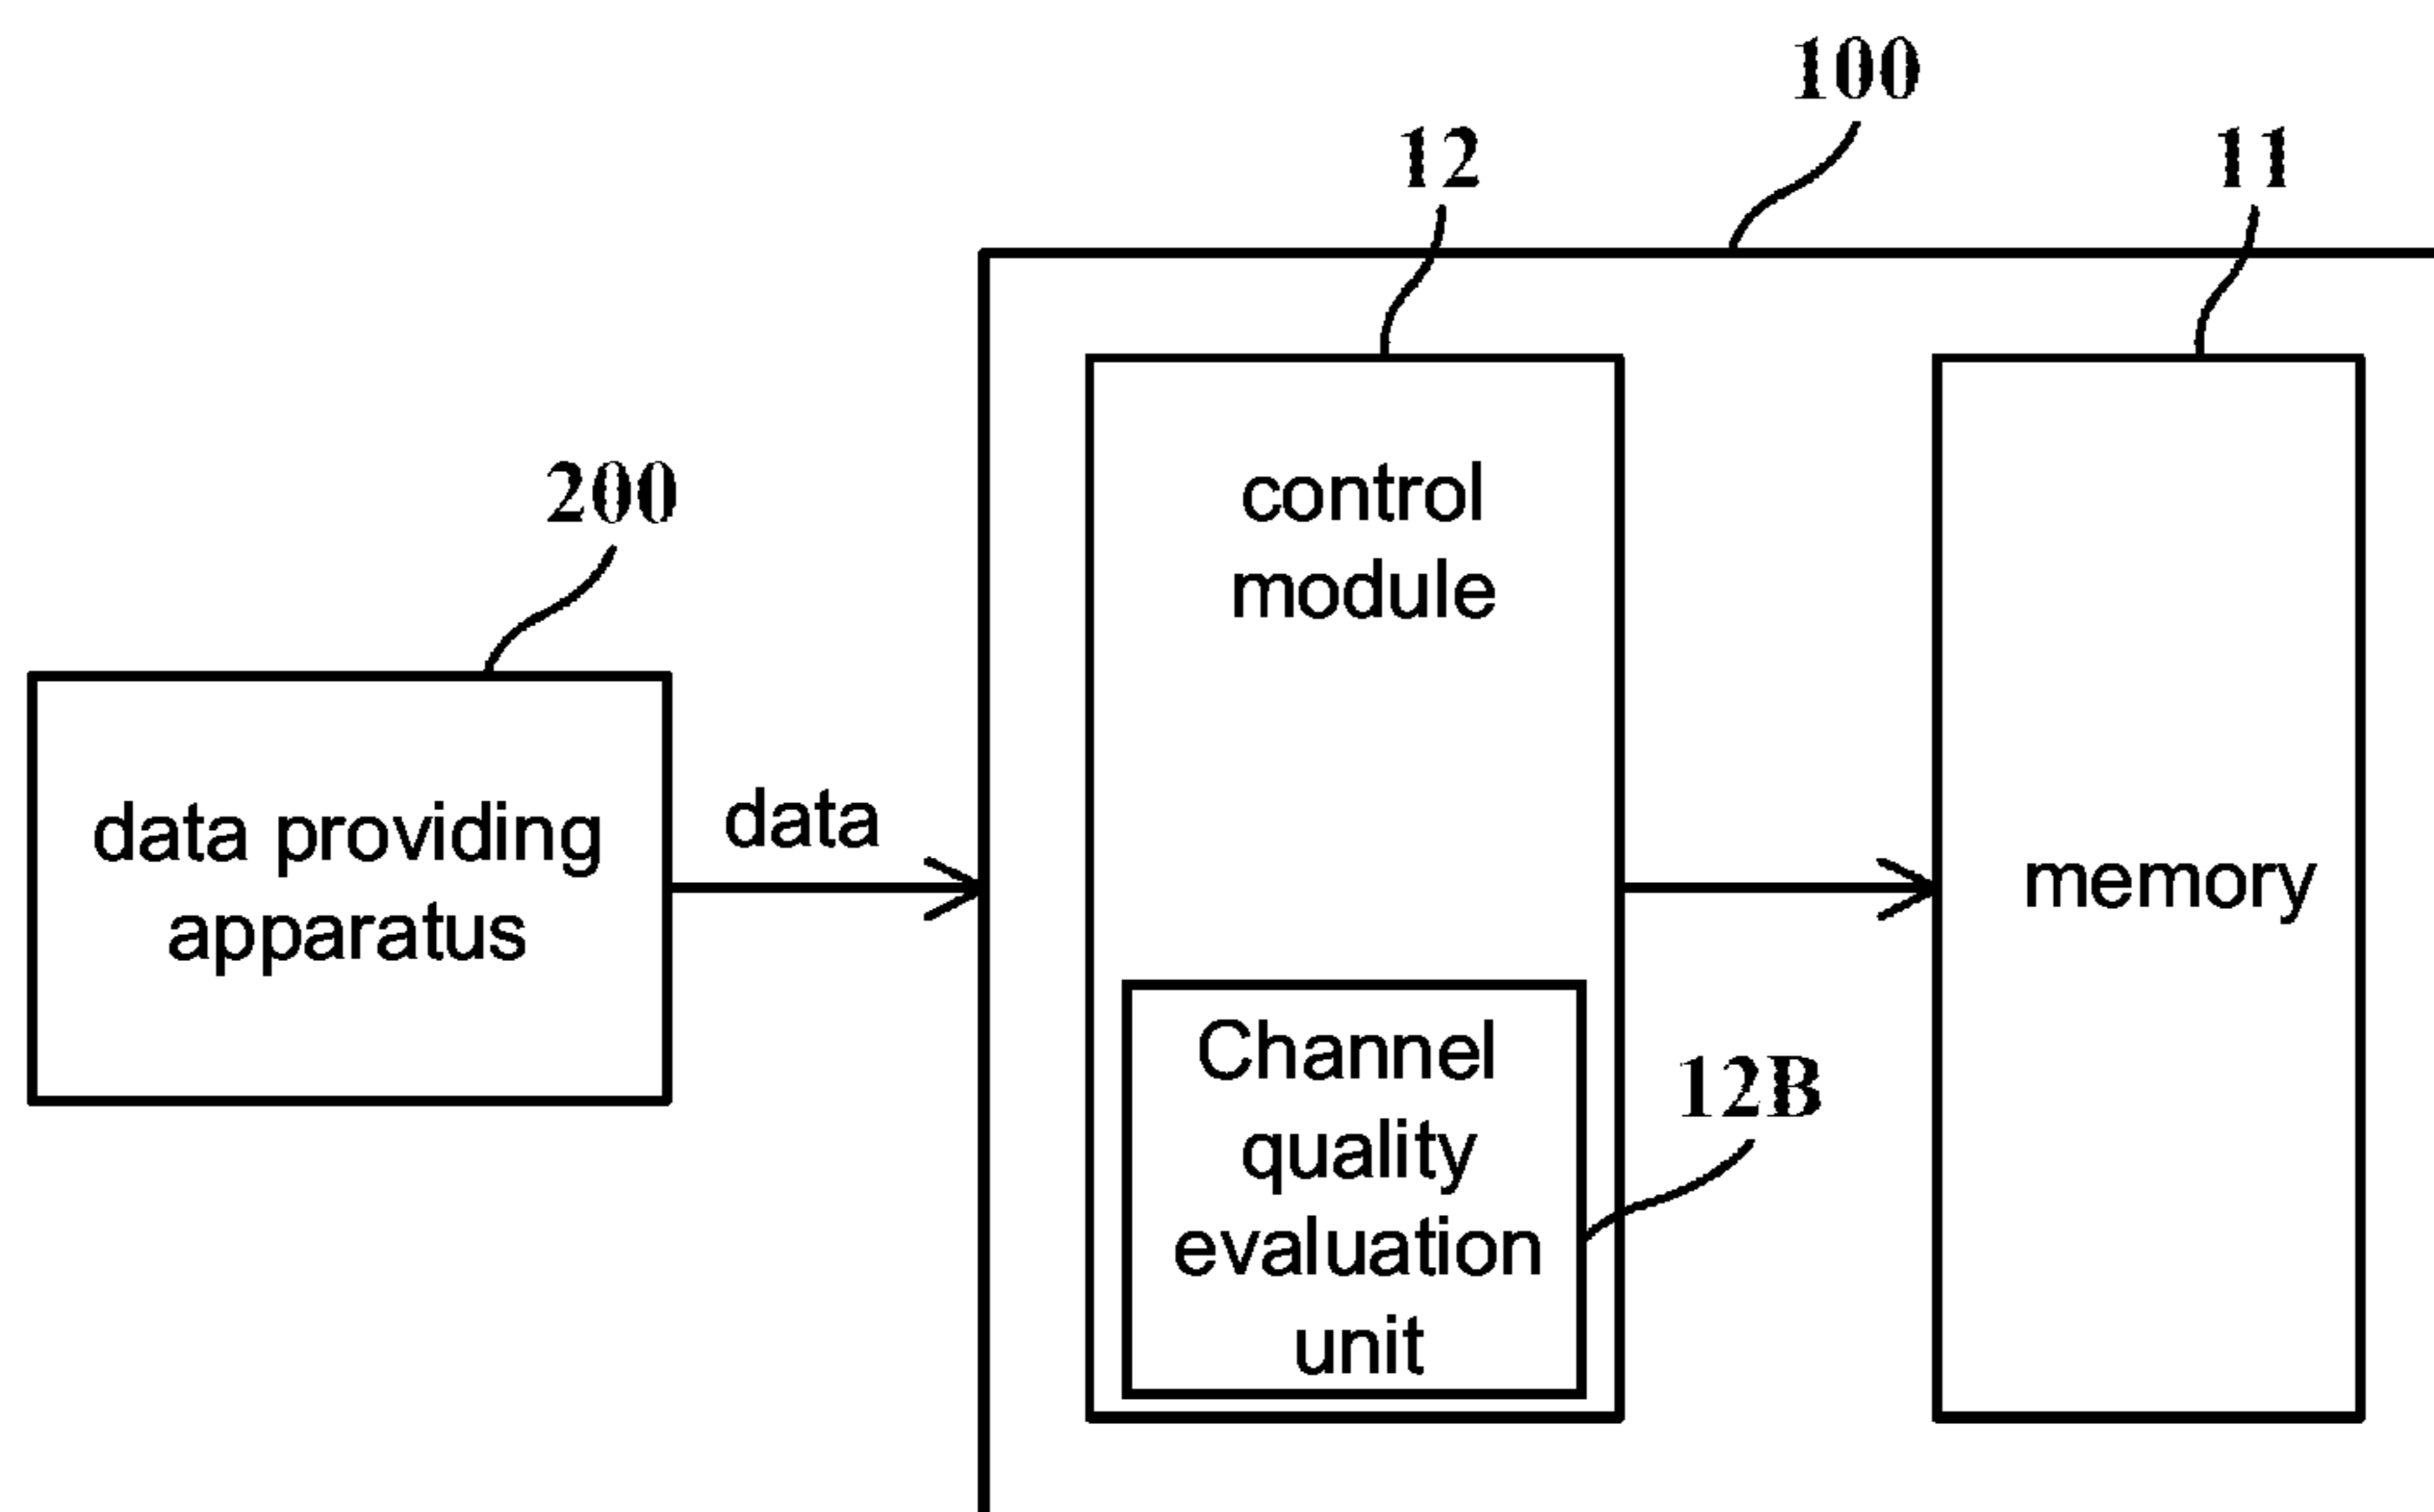 100
12
11
200
control
module
data providing
apparatus
data
memory
Channel
quality
evaluation
unit
12B